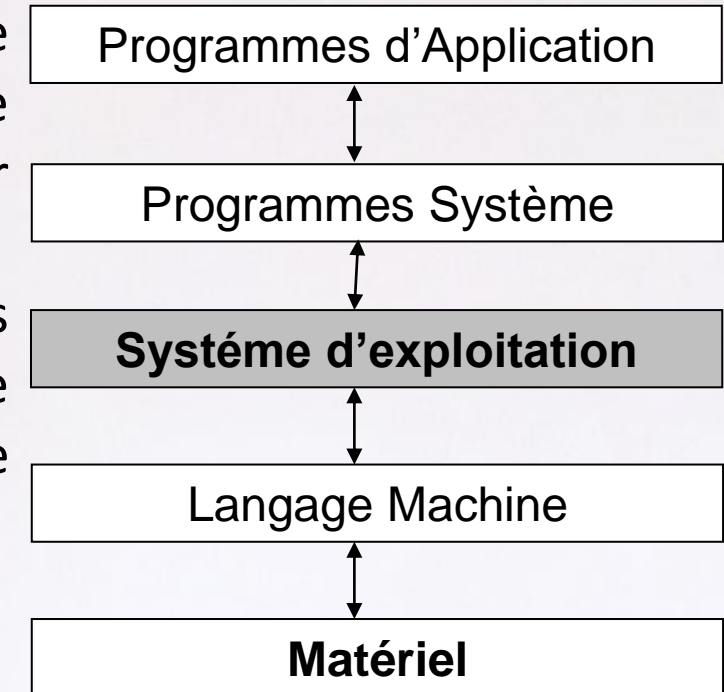 Programmes d’Application
Programmes Système
Systéme d’exploitation
Langage Machine
Matériel